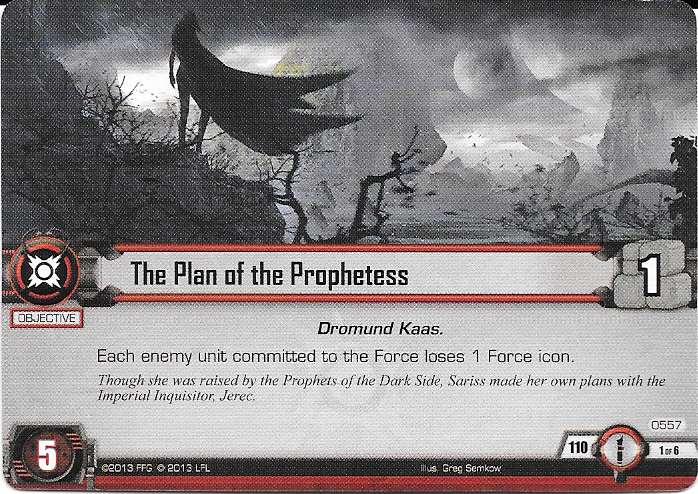 The Plan of the Prophetess
1
OBJECTIVE
Dromund Kaas.
Each enemy unit committed to the Force loses 1 Force icon.
Though she was raised by the Prophets of the Dark Side, Sariss made her own plans with the
Imperial Inquisitor, Jerec.
0557
5
110
1 OF 6
©2013 FFG © 2013 LFL
Illus. Greg Semkow